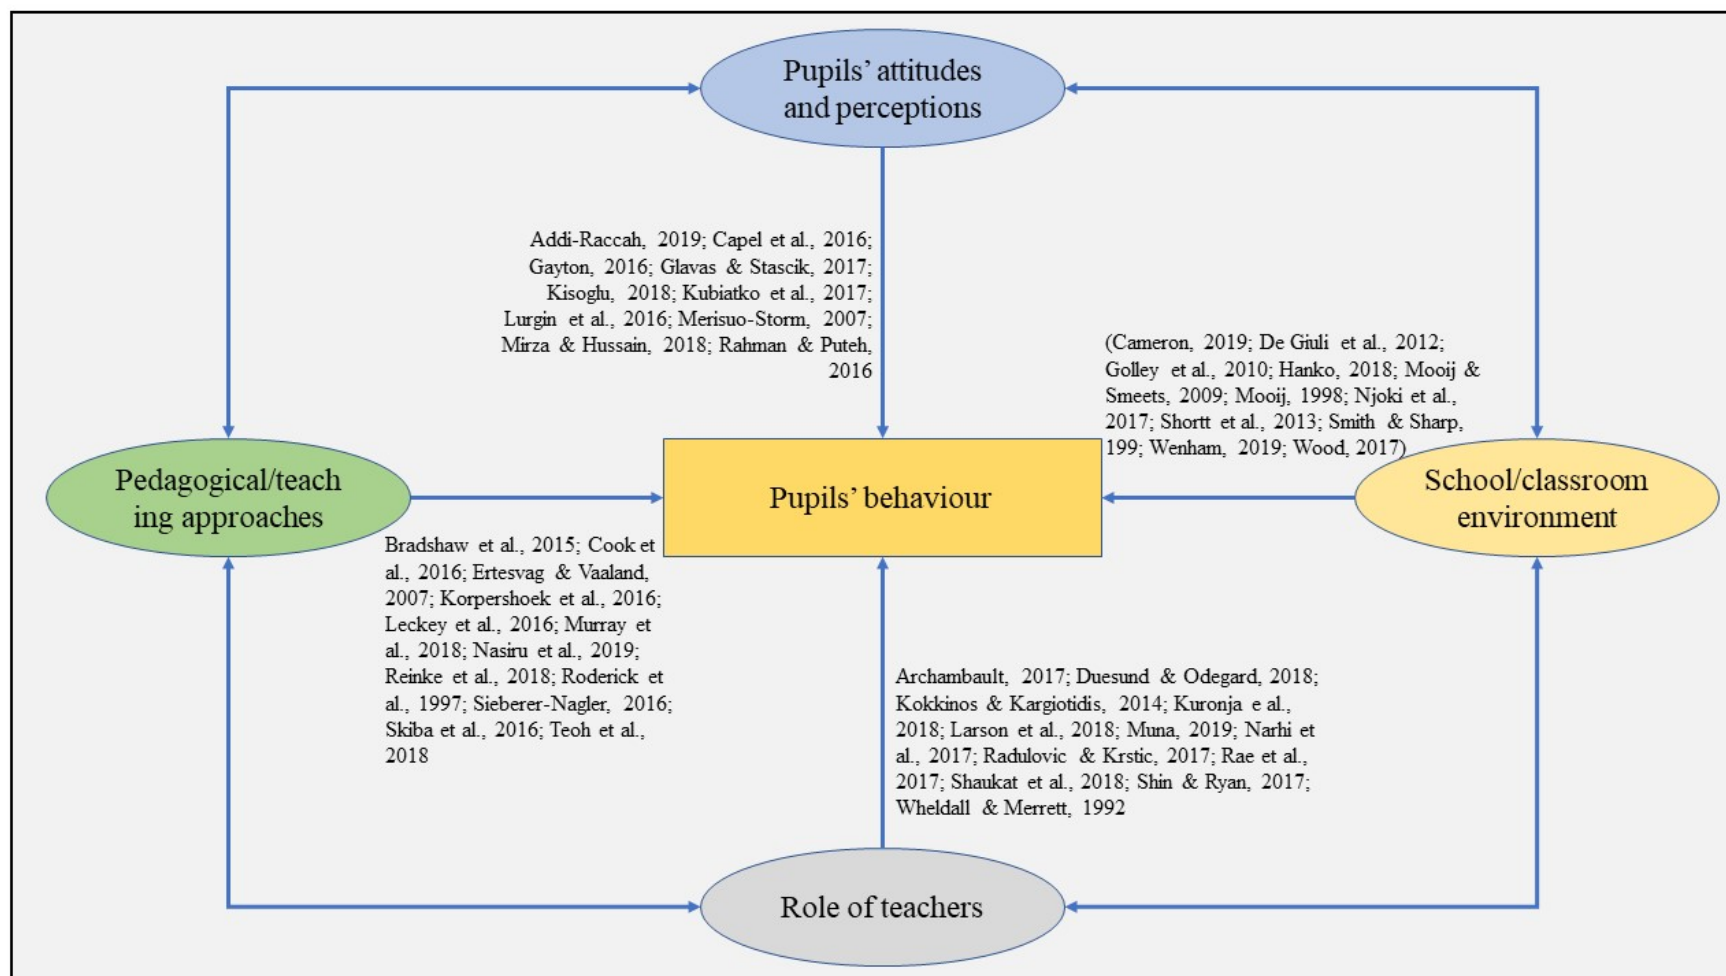 Pupils’ attitudes
and perceptions
Addi-Raccah, 2019; Capel et al., 2016;
Gayton, 2016; Glavas & Stascik, 2017;
Kisoglu, 2018; Kubiatko et al., 2017;
Lurgin et al., 2016; Merisuo-Storm, 2007;
Mirza & Hussain, 2018; Rahman & Puteh,
2016
(Cameron, 2019; De Giuli et al., 2012;
Golley et al., 2010; Hanko, 2018; Mooij &
Smeets, 2009; Mooij, 1998; Njoki et al.,
2017; Shortt et al., 2013; Smith & Sharp,
199; Wenham, 2019; Wood, 2017)
Pedagogical/teach
ing approaches
Pupils’ behaviour
School/classroom
environment
Bradshaw et al., 2015; Cook et
al., 2016; Ertesvag & Vaaland,
2007; Korpershoek et al., 2016;
Leckey et al., 2016; Murray et
al., 2018; Nasiru et al., 2019;
Reinke et al., 2018; Roderick et
al., 1997; Sieberer-Nagler, 2016;
Skiba et al., 2016; Teoh et al.,
2018
Archambault, 2017; Duesund & Odegard, 2018;
Kokkinos & Kargiotidis, 2014; Kuronja e al.,
2018; Larson et al., 2018; Muna, 2019; Narhi et
al., 2017; Radulovic & Krstic, 2017; Rae et al.,
2017; Shaukat et al., 2018; Shin & Ryan, 2017;
Wheldall & Merrett, 1992
Role of teachers